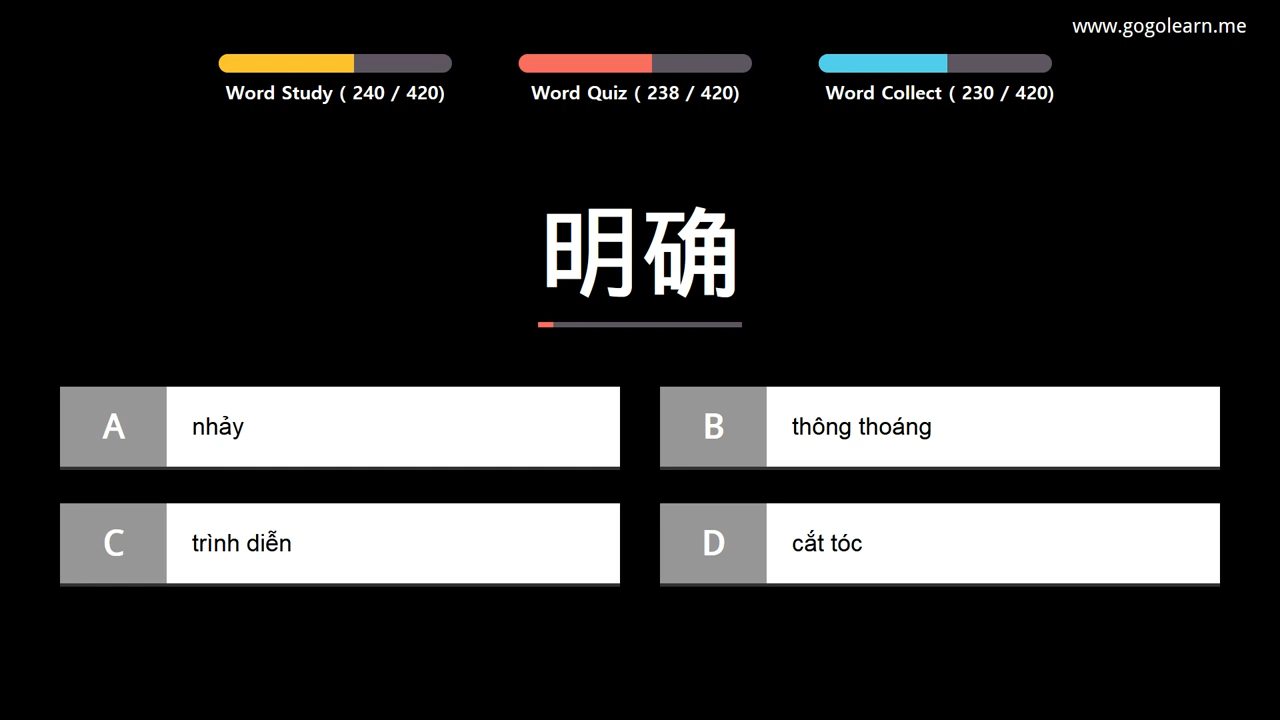 www.gogolearn.me
Word Study ( 240 / 420)
Word Quiz ( 238 / 420)
Word Collect ( 230 / 420)
明确
A nhảy
B thông thoáng
C trình diễn
D cắt tóc